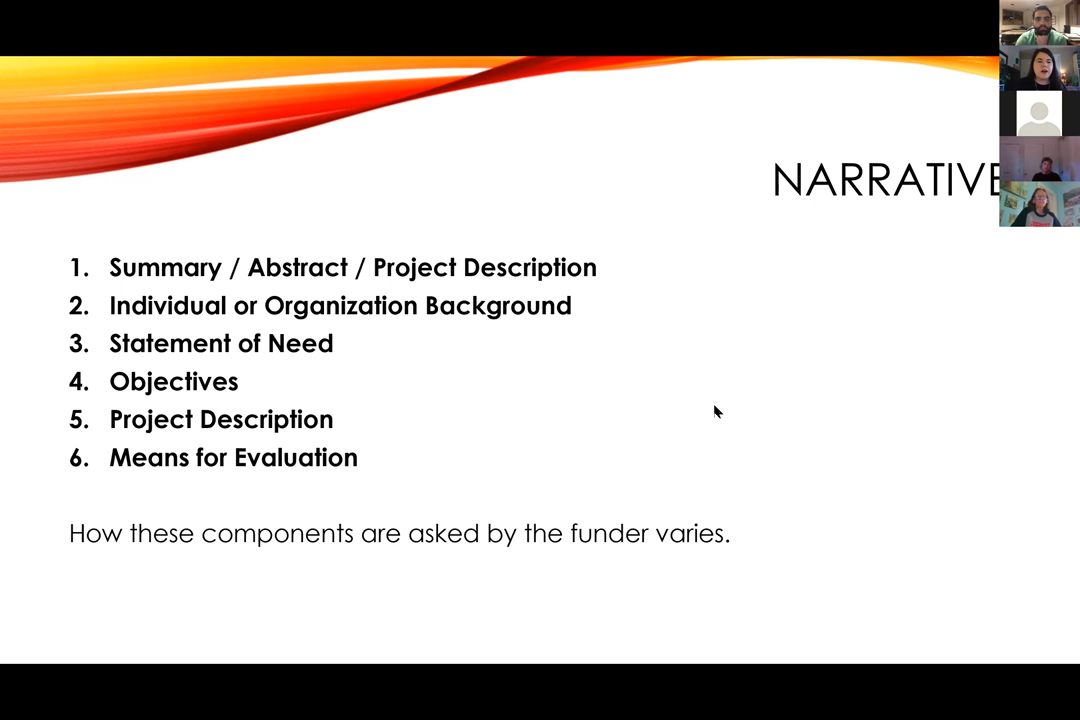 NARRATIVE
1. Summary / Abstract / Project Description
2. Individual or Organization Background
3. Statement of Need
4. Objectives
5. Project Description
6. Means for Evaluation
How these components are asked by the funder varies.